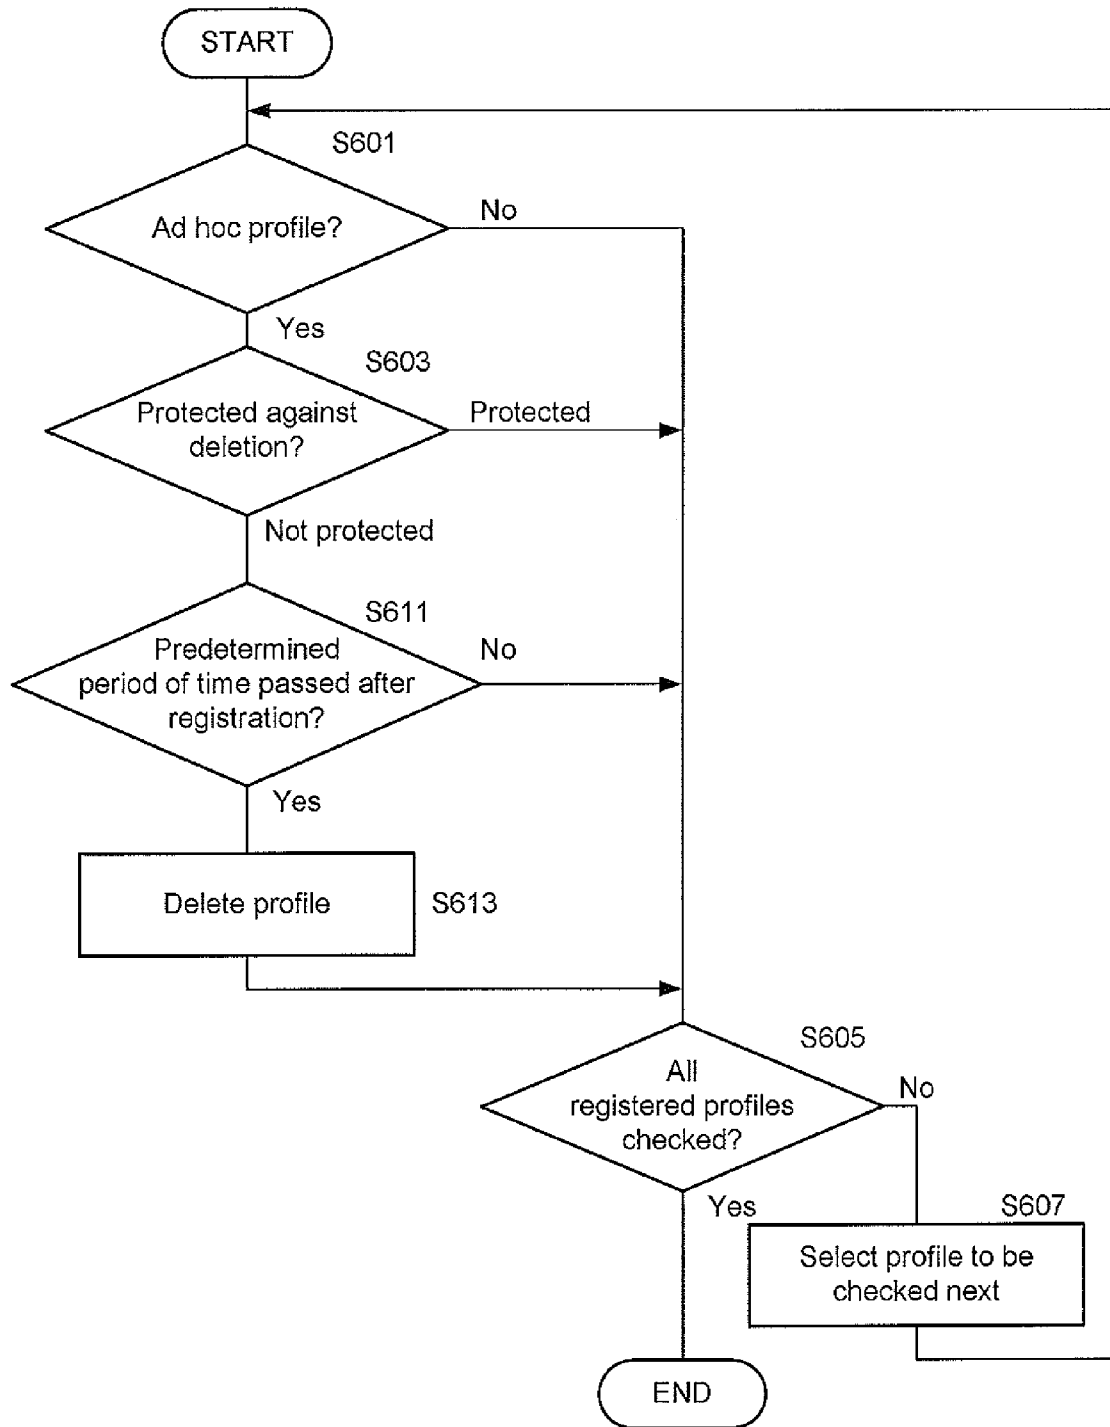 START
S601
Ad hoc profile?
No
Yes
S603
Protected against
deletion?
Protected
Not protected
S611
Predetermined
period of time passed after
registration?
No
Yes
Delete profile
S613
S605
All
registered profiles
checked?
No
Yes
S607
Select profile to be
checked next
END